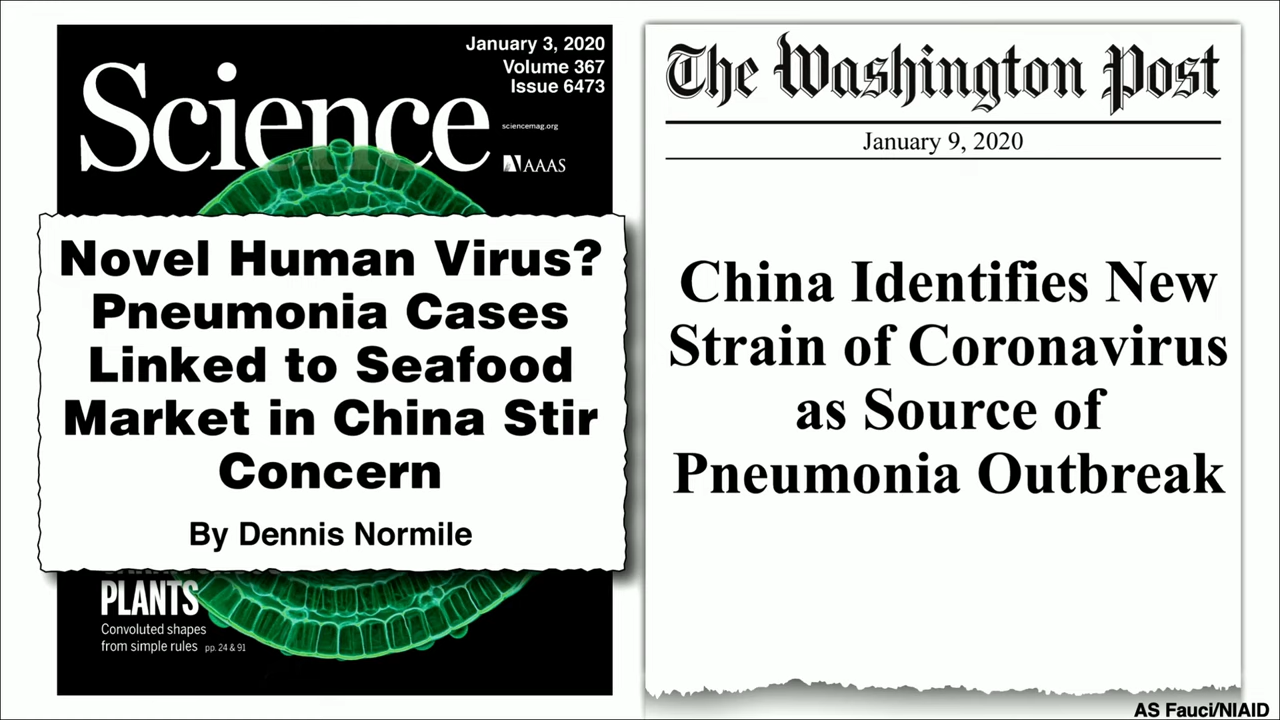 January 3, 2020
Volume 367
Issue 6473
Science
sciencemag.org
AAAS
Novel Human Virus?
Pneumonia Cases
Linked to Seafood
Market in China Stir
Concern
By Dennis Normile
PLANTS
Convoluted shapes
from simple rules pp. 24 & 91
The Washington Post
January 9, 2020
China Identifies New
Strain of Coronavirus
as Source of
Pneumonia Outbreak
AS Fauci/NIAID